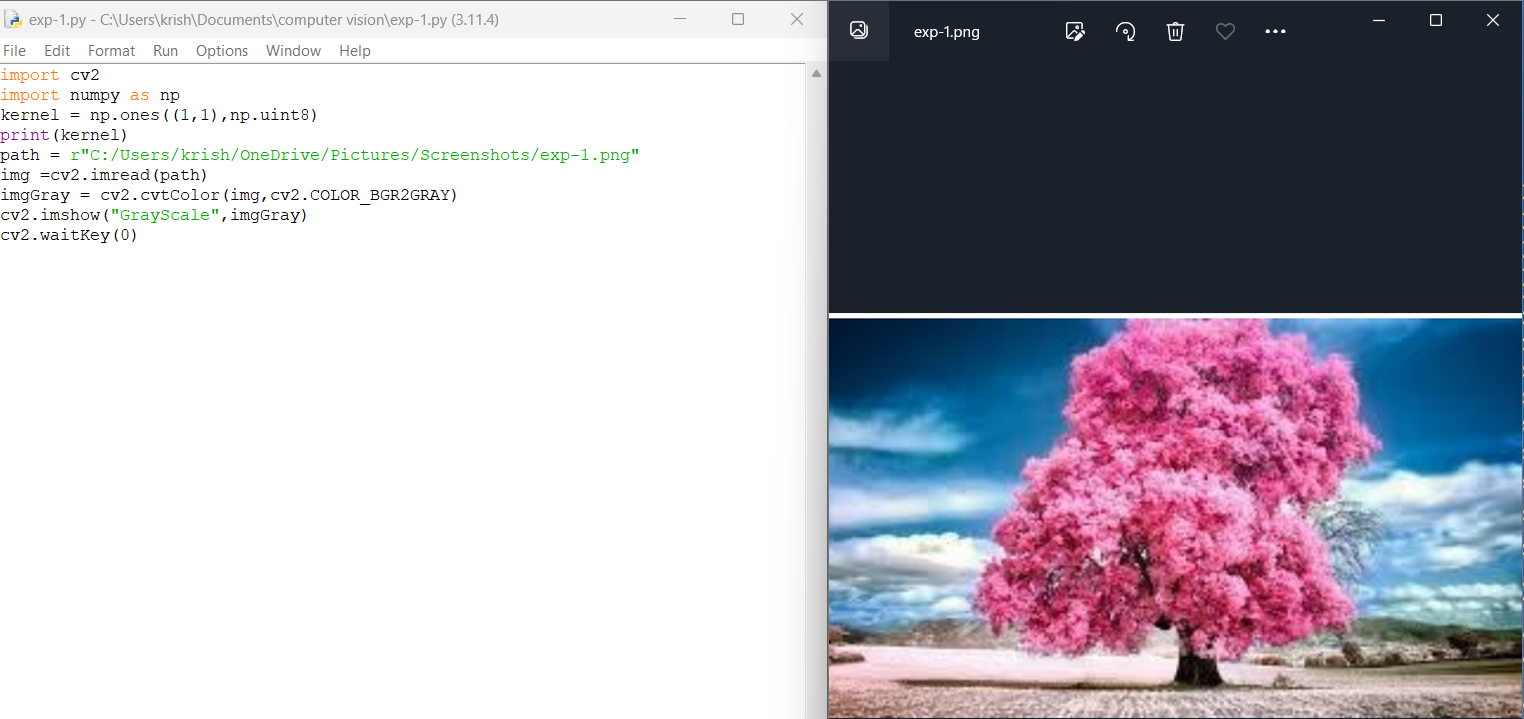 exp-1.py - C:\Users\krish\Documents\computer vision\exp-1.py (3.11.4)
File Edit Format Run Options Window Help
import cv2
import numpy as np
kernel = np.ones((1,1),np.uint8)
print(kernel)
path = r"C:/Users/krish/OneDrive/Pictures/Screenshots/exp-1.png"
img =cv2.imread(path)
imgGray = cv2.cvtColor(img,cv2.COLOR_BGR2GRAY)
cv2.imshow("GrayScale",imgGray)
cv2.waitKey(0)
exp-1.png